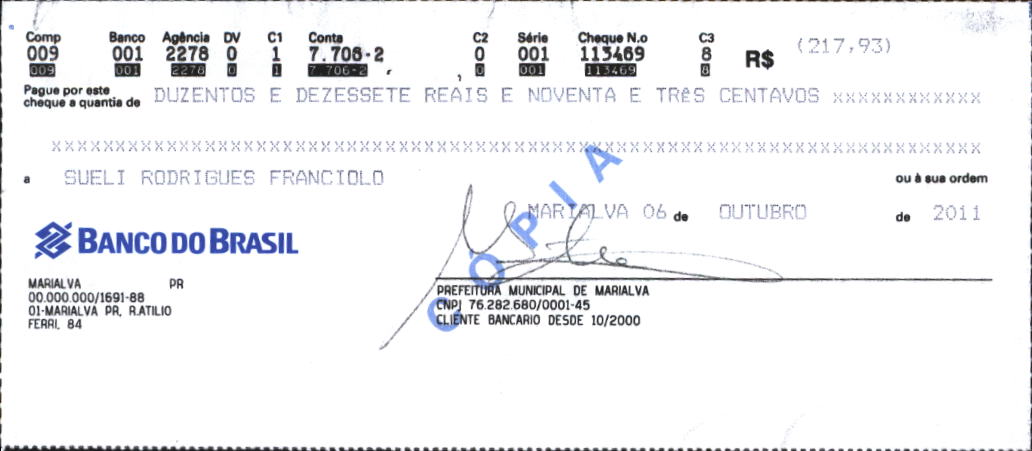 Comp Banco Agência DV C1 Conta C2 Série Cheque N.o C3
009 001 2278 0 1 7.706-2 0 001 113469 8 R$ (217,93)
009 001 2278 0 1 7.706-2 0 001 113469 8
Pague por este
cheque a quantia de DUZENTOS E DEZESSETE REAIS E NOVENTA E TRêS CENTAVOS xxxxxxxxxxxx
xxxxxxxxxxxxxxxxxxxxxxxxxxxxxxxxxxxxxxxxxxxxxxxxxxxxxxxxxxxxxxxxxxxxxxxxxxxxxx
a SUELI RODRIGUES FRANCIOLO ou à sua ordem
MARIALVA 06 de OUTUBRO de 2011
BANCO DO BRASIL
CÓPIA
MARIALVA PR
00.000.000/1691-88
01-MARIALVA PR, R.ATILIO
FERRI, 84
PREFEITURA MUNICIPAL DE MARIALVA
CNPJ 76.282.680/0001-45
CLIENTE BANCARIO DESDE 10/2000